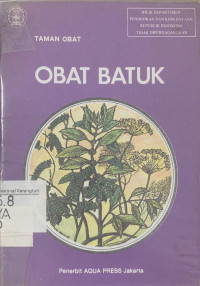 TAMAN OBAT
MILIK DEPARTEMEN
PENDIDIKAN DAN KEBUDAYAAN
REPUBLIK INDONESIA
TIDAK DIPERDAGANGKAN
OBAT BATUK
Penerbit AQUA PRESS Jakarta